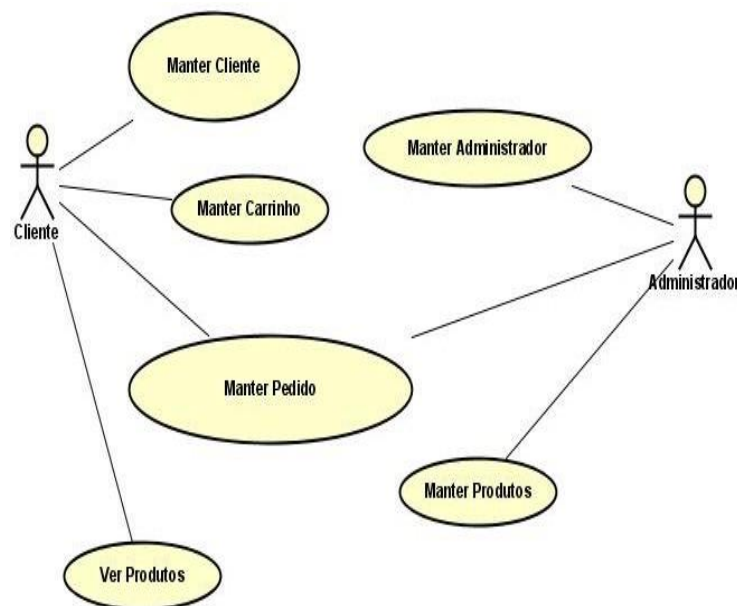 Manter Cliente
Manter Administrador
Manter Carrinho
Cliente
Administrador
Manter Pedido
Manter Produtos
Ver Produtos